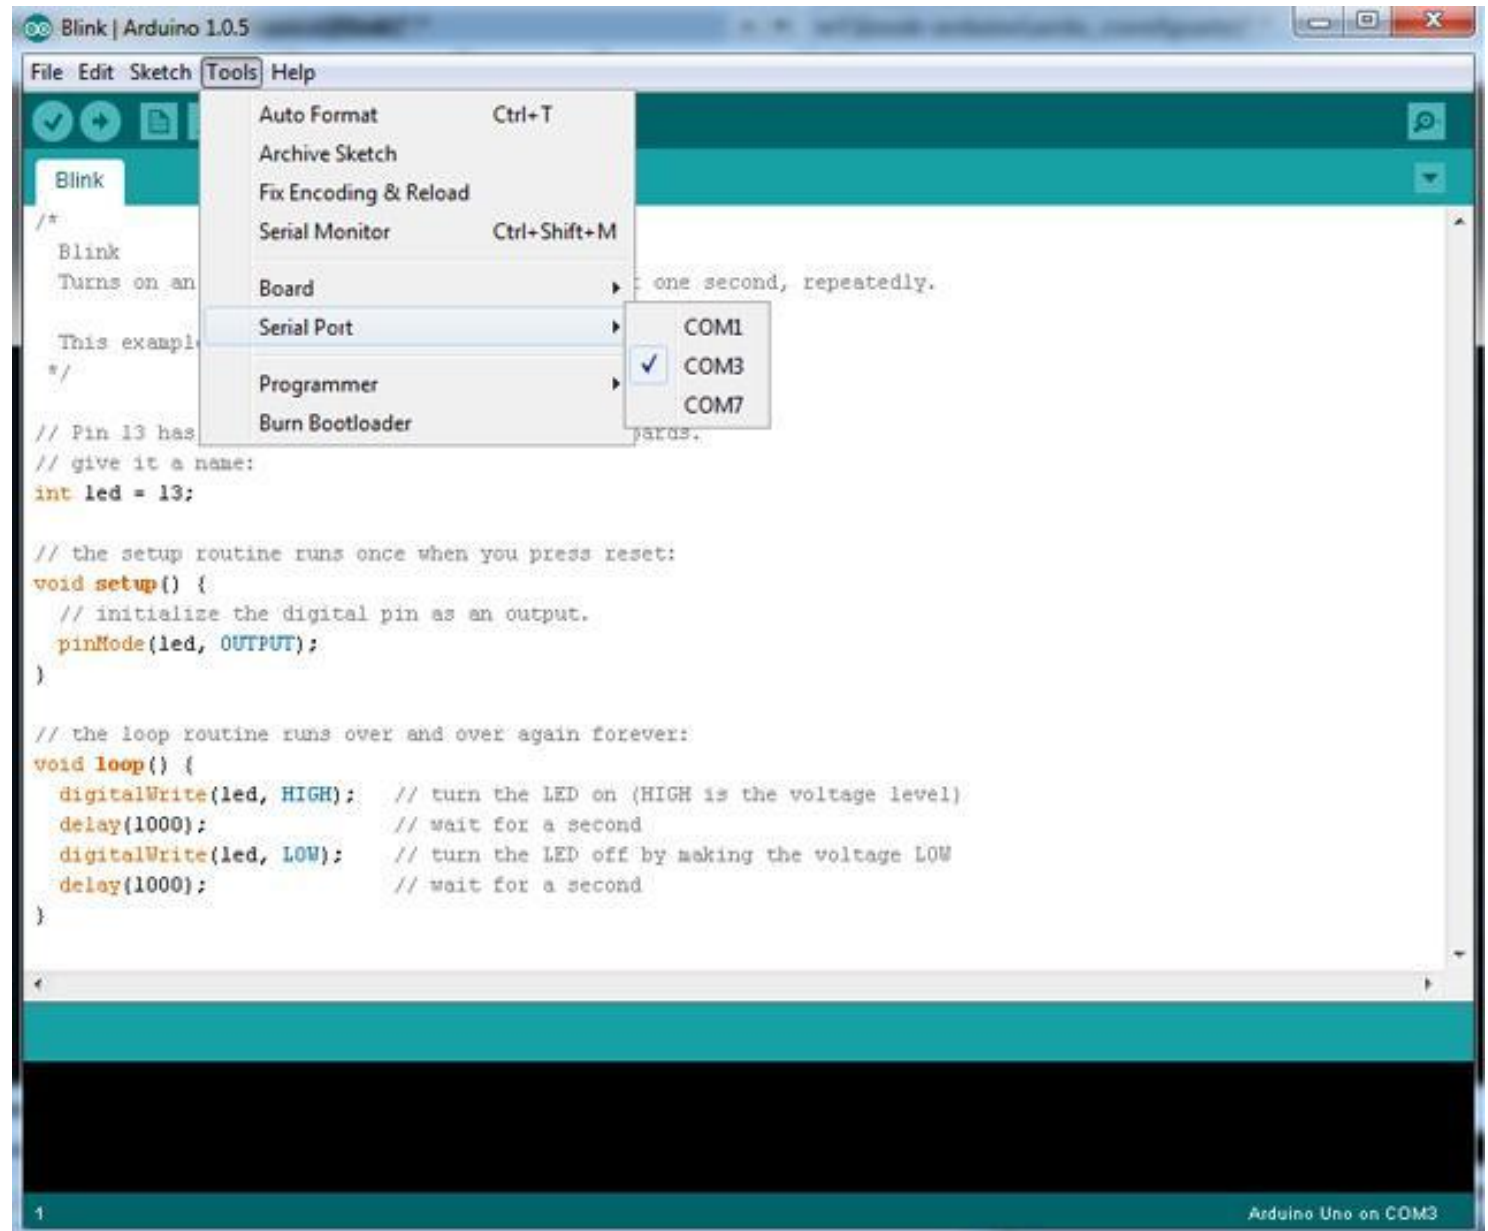 Blink | Arduino 1.0.5
File Edit Sketch Tools Help
Auto Format Ctrl+T
Archive Sketch
Fix Encoding & Reload
Serial Monitor Ctrl+Shift+M
Board
Serial Port
Programmer
Burn Bootloader
COM1
COM3
COM7
Blink
/*
Blink
Turns on an one second, repeatedly.
This exampl
*/
// Pin 13 has
// give it a name:
int led = 13;
// the setup routine runs once when you press reset:
void setup() {
// initialize the digital pin as an output.
pinMode(led, OUTPUT);
}
// the loop routine runs over and over again forever:
void loop() {
digitalWrite(led, HIGH); // turn the LED on (HIGH is the voltage level)
delay(1000); // wait for a second
digitalWrite(led, LOW); // turn the LED off by making the voltage LOW
delay(1000); // wait for a second
}
1
Arduino Uno on COM3